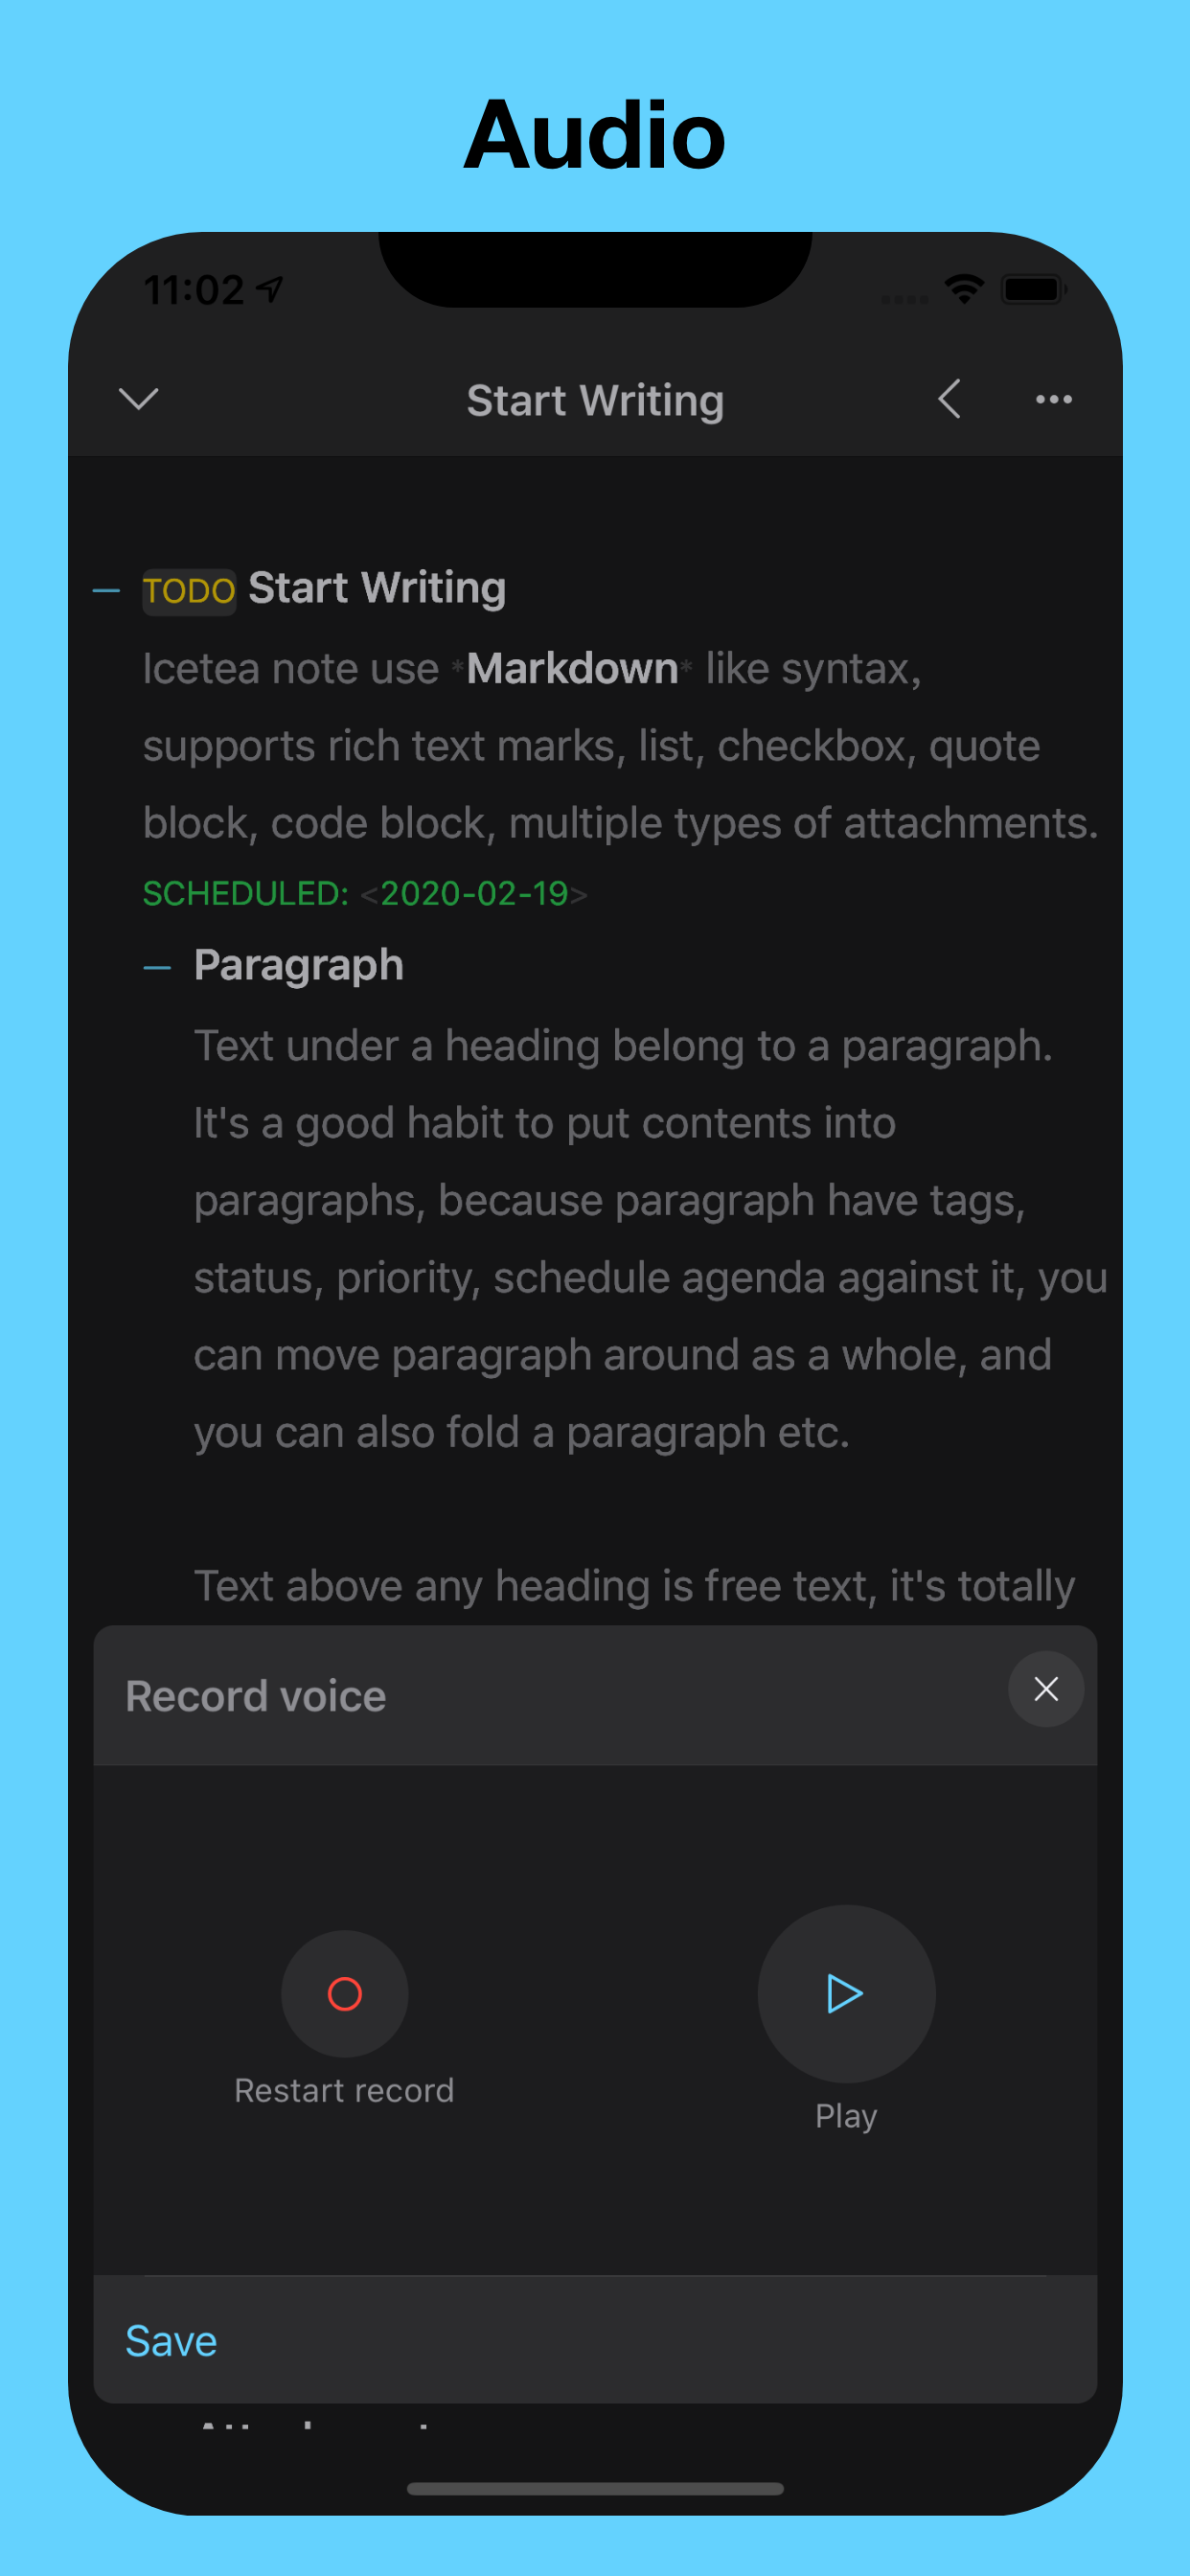 Audio
11:02
Start Writing
TODO Start Writing
Icetea note use *Markdown* like syntax,
supports rich text marks, list, checkbox, quote
block, code block, multiple types of attachments.
SCHEDULED: <2020-02-19>
Paragraph
Text under a heading belong to a paragraph.
It's a good habit to put contents into
paragraphs, because paragraph have tags,
status, priority, schedule agenda against it, you
can move paragraph around as a whole, and
you can also fold a paragraph etc.
Text above any heading is free text, it's totally
Record voice
Restart record
Play
Save